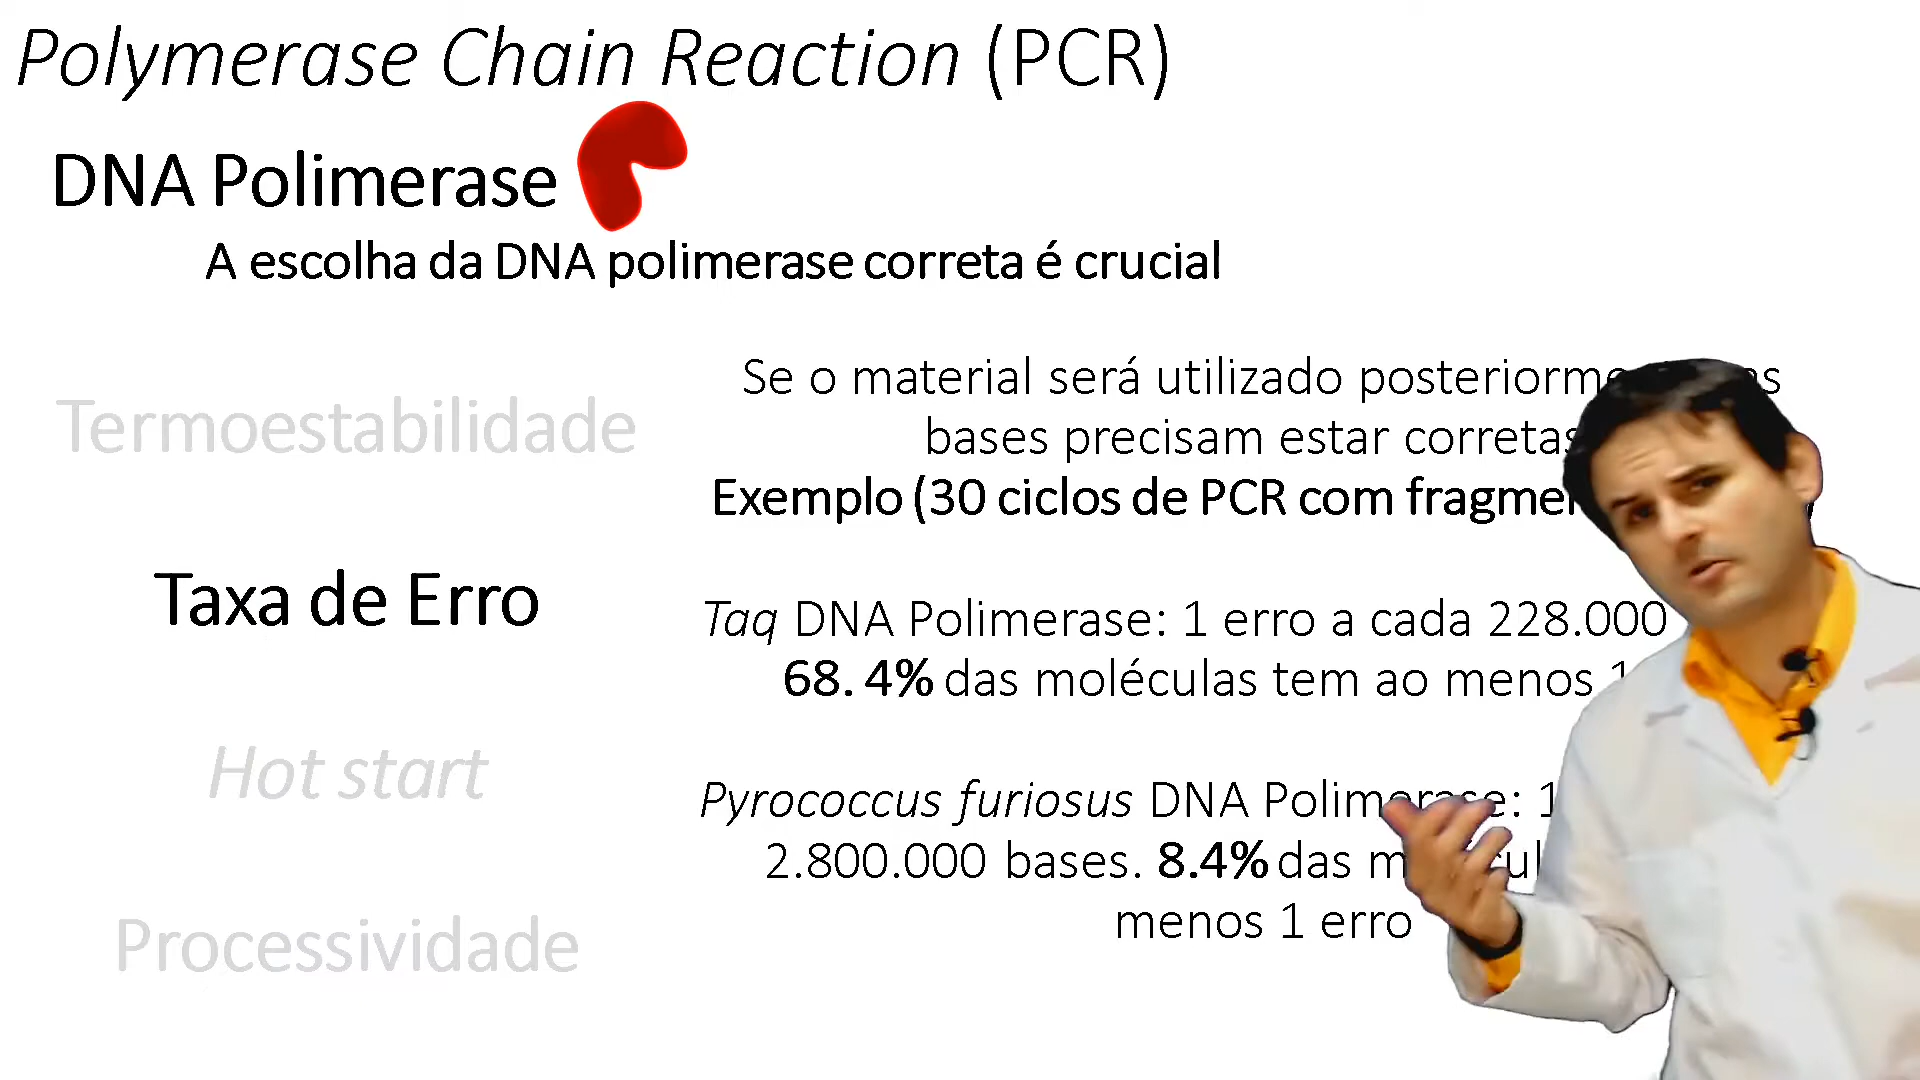 Polymerase Chain Reaction (PCR)
DNA Polimerase
A escolha da DNA polimerase correta é crucial
Termoestabilidade
Taxa de Erro
Hot start
Processividade
Se o material será utilizado
bases precisam estar corretas
Exemplo (30 ciclos de PCR com
Taq DNA Polimerase: 1 erro a cada 228.000
68. 4% das moléculas tem ao menos 1
Pyrococcus furiosus DNA Polimerase: 1
2.800.000 bases. 8.4% das
menos 1 erro